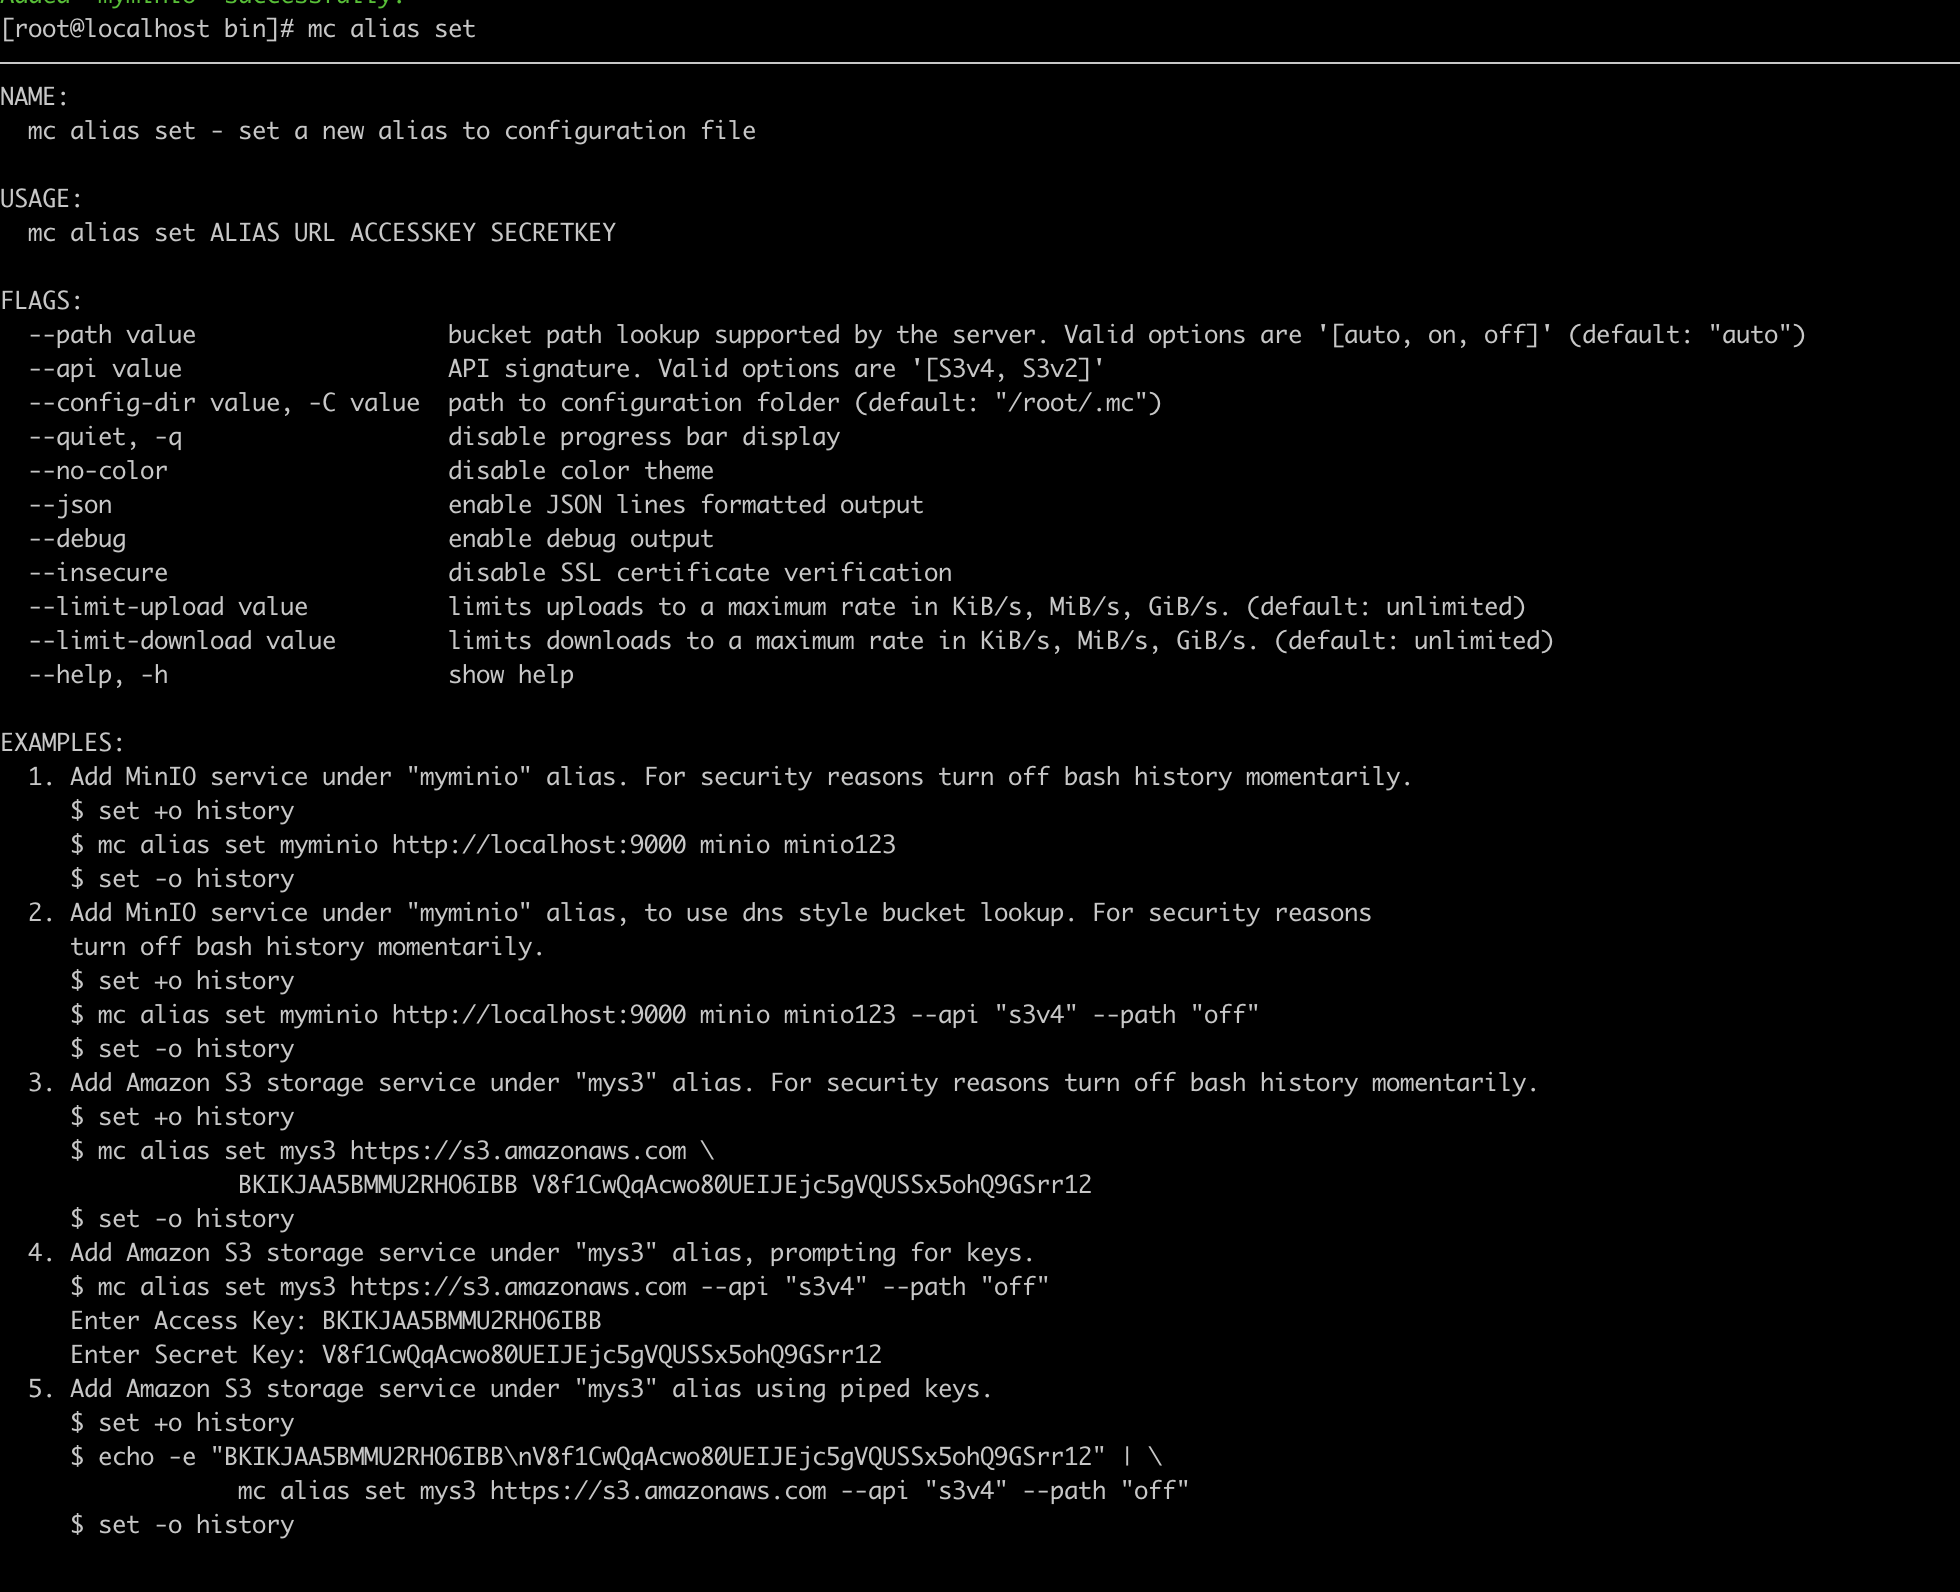 Added `myminio` successfully.
[root@localhost bin]# mc alias set
NAME:
  mc alias set - set a new alias to configuration file
USAGE:
  mc alias set ALIAS URL ACCESSKEY SECRETKEY
FLAGS:
  --path value                  bucket path lookup supported by the server. Valid options are '[auto, on, off]' (default: "auto")
  --api value                   API signature. Valid options are '[S3v4, S3v2]'
  --config-dir value, -C value  path to configuration folder (default: "/root/.mc")
  --quiet, -q                   disable progress bar display
  --no-color                    disable color theme
  --json                        enable JSON lines formatted output
  --debug                       enable debug output
  --insecure                    disable SSL certificate verification
  --limit-upload value          limits uploads to a maximum rate in KiB/s, MiB/s, GiB/s. (default: unlimited)
  --limit-download value        limits downloads to a maximum rate in KiB/s, MiB/s, GiB/s. (default: unlimited)
  --help, -h                    show help
EXAMPLES:
  1. Add MinIO service under "myminio" alias. For security reasons turn off bash history momentarily.
     $ set +o history
     $ mc alias set myminio http://localhost:9000 minio minio123
     $ set -o history
  2. Add MinIO service under "myminio" alias, to use dns style bucket lookup. For security reasons
     turn off bash history momentarily.
     $ set +o history
     $ mc alias set myminio http://localhost:9000 minio minio123 --api "s3v4" --path "off"
     $ set -o history
  3. Add Amazon S3 storage service under "mys3" alias. For security reasons turn off bash history momentarily.
     $ set +o history
     $ mc alias set mys3 https://s3.amazonaws.com \
                 BKIKJAA5BMMU2RHO6IBB V8f1CwQqAcwo80UEIJEjc5gVQUSSx5ohQ9GSrr12
     $ set -o history
  4. Add Amazon S3 storage service under "mys3" alias, prompting for keys.
     $ mc alias set mys3 https://s3.amazonaws.com --api "s3v4" --path "off"
     Enter Access Key: BKIKJAA5BMMU2RHO6IBB
     Enter Secret Key: V8f1CwQqAcwo80UEIJEjc5gVQUSSx5ohQ9GSrr12
  5. Add Amazon S3 storage service under "mys3" alias using piped keys.
     $ set +o history
     $ echo -e "BKIKJAA5BMMU2RHO6IBB\nV8f1CwQqAcwo80UEIJEjc5gVQUSSx5ohQ9GSrr12" | \
                 mc alias set mys3 https://s3.amazonaws.com --api "s3v4" --path "off"
     $ set -o history